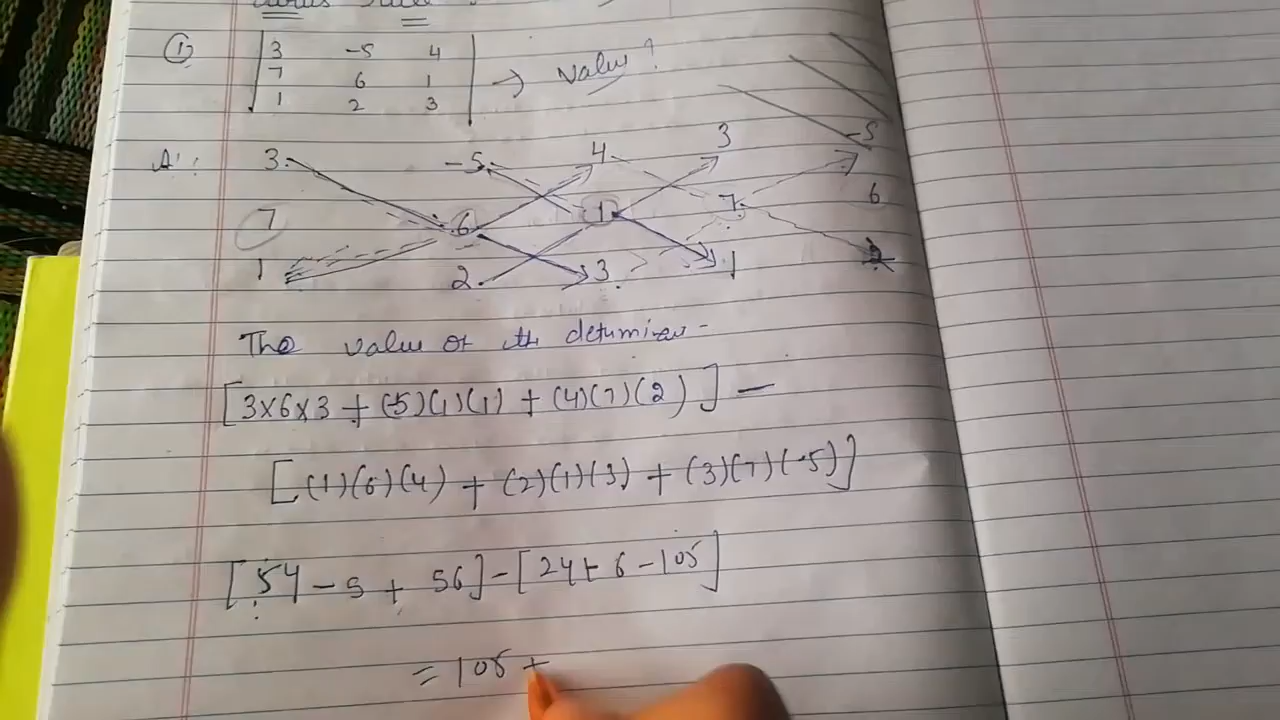 ① | 3 -5 4 | → Value?
| 7 6 1 |
| 1 2 3 |
A: 3 -5 4 3 -5
7 6 1 7 6
1 2 3 1
The value of the
[3×6×3 + (-5)(1)(1) + (4)(7)(2)] –
[(1)(6)(4) + (2)(1)(3) + (3)(7)(-5)]
[54 – 5 + 56] – [24 + 6 – 105]
= 105 +